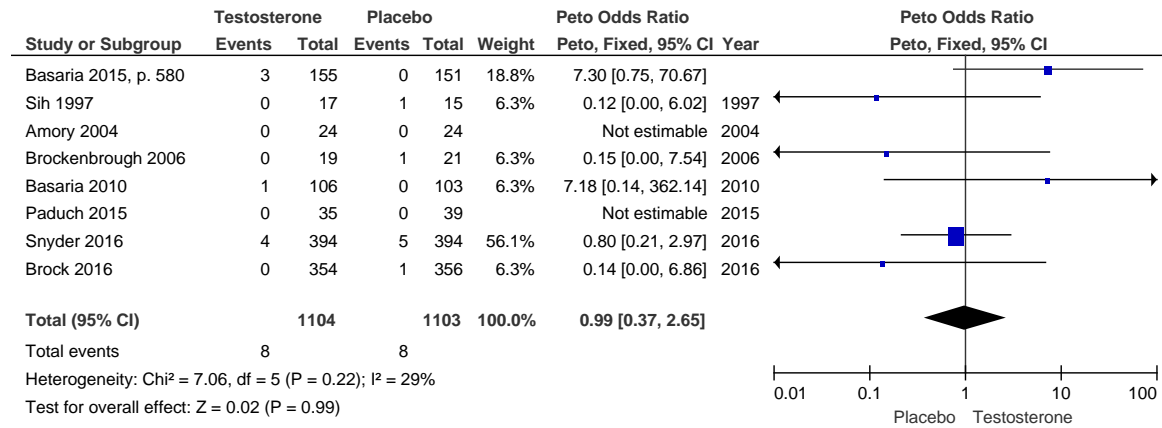 Testosterone Placebo Peto Odds Ratio Peto Odds Ratio
Study or Subgroup Events Total Events Total Weight Peto, Fixed, 95% CI Year Peto, Fixed, 95% CI
Basaria 2015, p. 580 3 155 0 151 18.8% 7.30 [0.75, 70.67]
Sih 1997 0 17 1 15 6.3% 0.12 [0.00, 6.02] 1997
Amory 2004 0 24 0 24 Not estimable 2004
Brockenbrough 2006 0 19 1 21 6.3% 0.15 [0.00, 7.54] 2006
Basaria 2010 1 106 0 103 6.3% 7.18 [0.14, 362.14] 2010
Paduch 2015 0 35 0 39 Not estimable 2015
Snyder 2016 4 394 5 394 56.1% 0.80 [0.21, 2.97] 2016
Brock 2016 0 354 1 356 6.3% 0.14 [0.00, 6.86] 2016
Total (95% CI) 1104 1103 100.0% 0.99 [0.37, 2.65]
Total events 8 8
Heterogeneity: Chi² = 7.06, df = 5 (P = 0.22); I² = 29%
Test for overall effect: Z = 0.02 (P = 0.99)
0.01 0.1 1 10 100
Placebo Testosterone